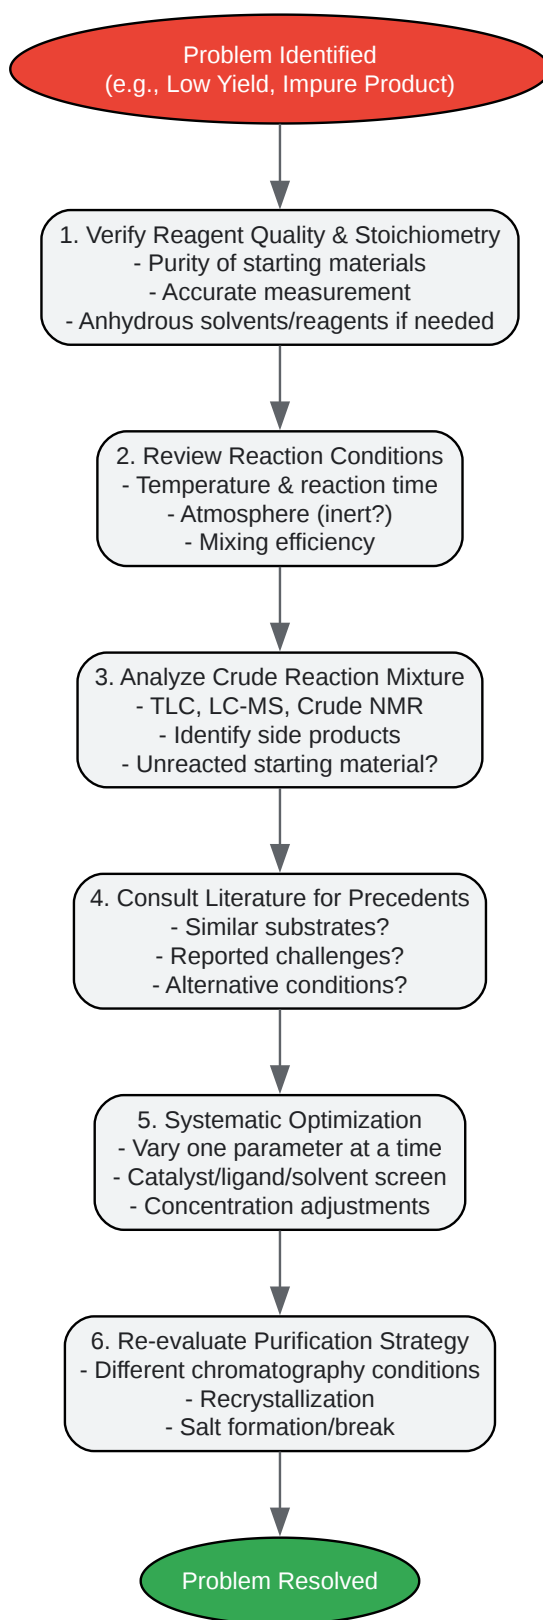 Problem Identified
(e.g., Low Yield, Impure Product)
1. Verify Reagent Quality & Stoichiometry
- Purity of starting materials
- Accurate measurement
- Anhydrous solvents/reagents if needed
2. Review Reaction Conditions
- Temperature & reaction time
- Atmosphere (inert?)
- Mixing efficiency
3. Analyze Crude Reaction Mixture
- TLC, LC-MS, Crude NMR
- Identify side products
- Unreacted starting material?
4. Consult Literature for Precedents
- Similar substrates?
- Reported challenges?
- Alternative conditions?
5. Systematic Optimization
- Vary one parameter at a time
- Catalyst/ligand/solvent screen
- Concentration adjustments
6. Re-evaluate Purification Strategy
- Different chromatography conditions
- Recrystallization
- Salt formation/break
Problem Resolved